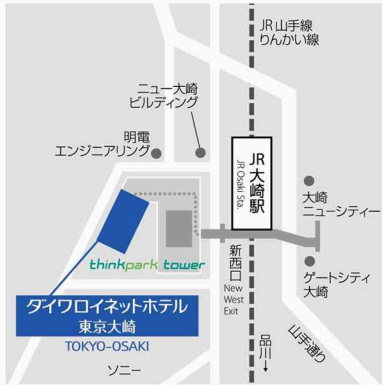 JR山手線
りんかい線
ニュー大崎
ビルディング
明電
エンジニアリング
JR大崎駅
JR Osaki Sta.
大崎
ニューシティー
thinkpark tower
新西口
New
West
Exit
ゲートシティ
大崎
ダイワロイネットホテル
東京大崎
TOKYO-OSAKI
ソニー
品川→
山手通り